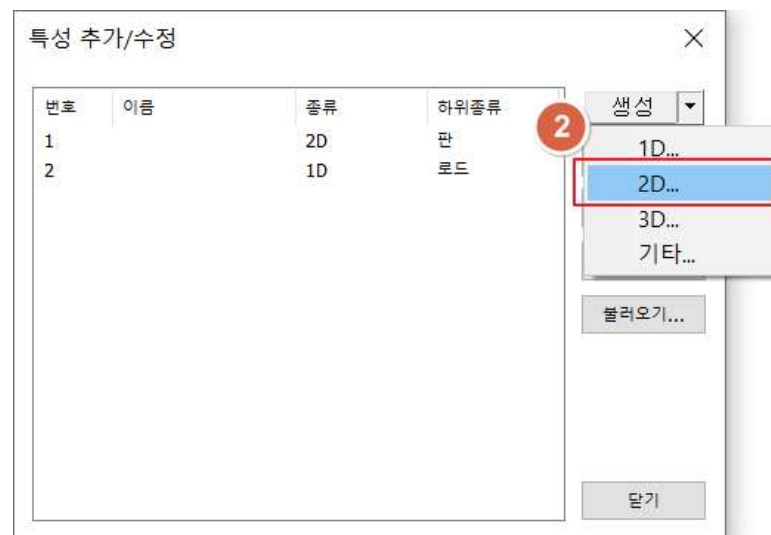 특성 추가/수정
번호 이름 종류 하위종류
1 2D 판
2 1D 로드
생성
2
1D...
2D...
3D...
기타...
불러오기...
닫기